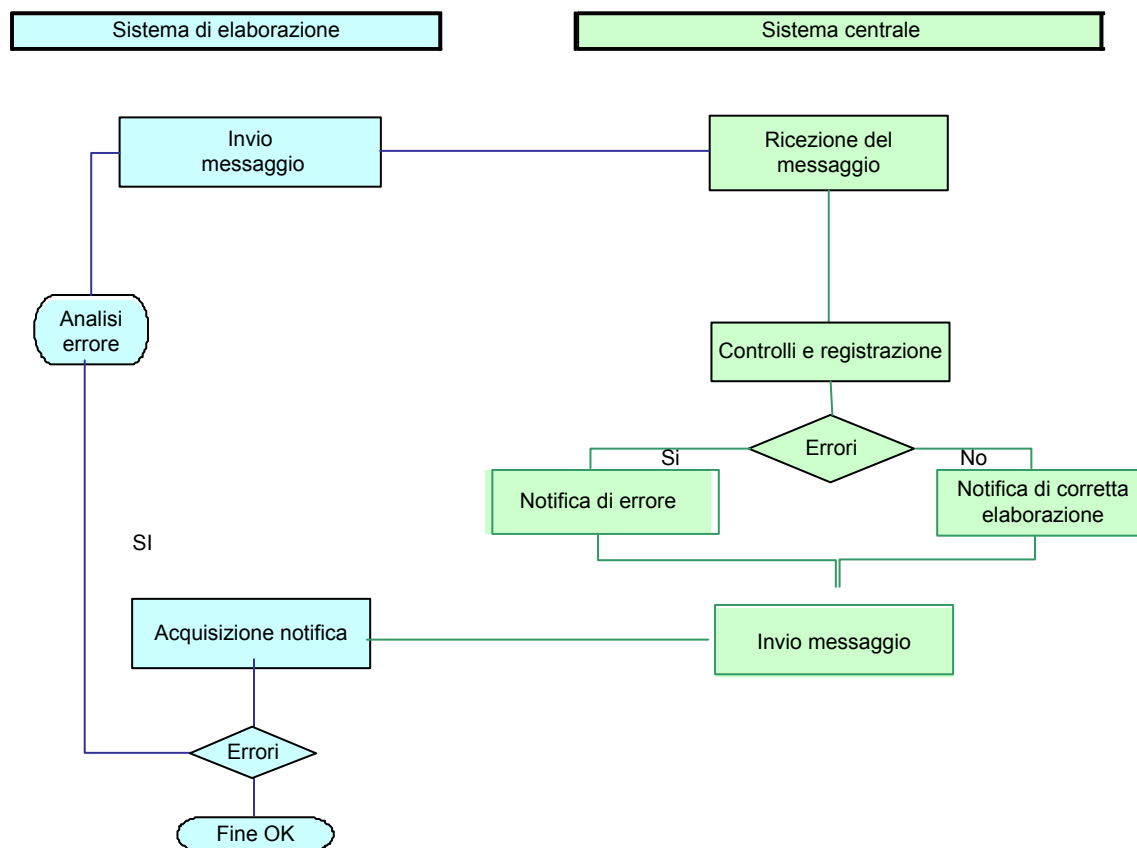 Sistema di elaborazione
Sistema centrale
Invio
messaggio
Ricezione del
messaggio
Analisi
errore
Controlli e registrazione
Errori
Si
No
Notifica di errore
Notifica di corretta
elaborazione
SI
Acquisizione notifica
Invio messaggio
Errori
Fine OK